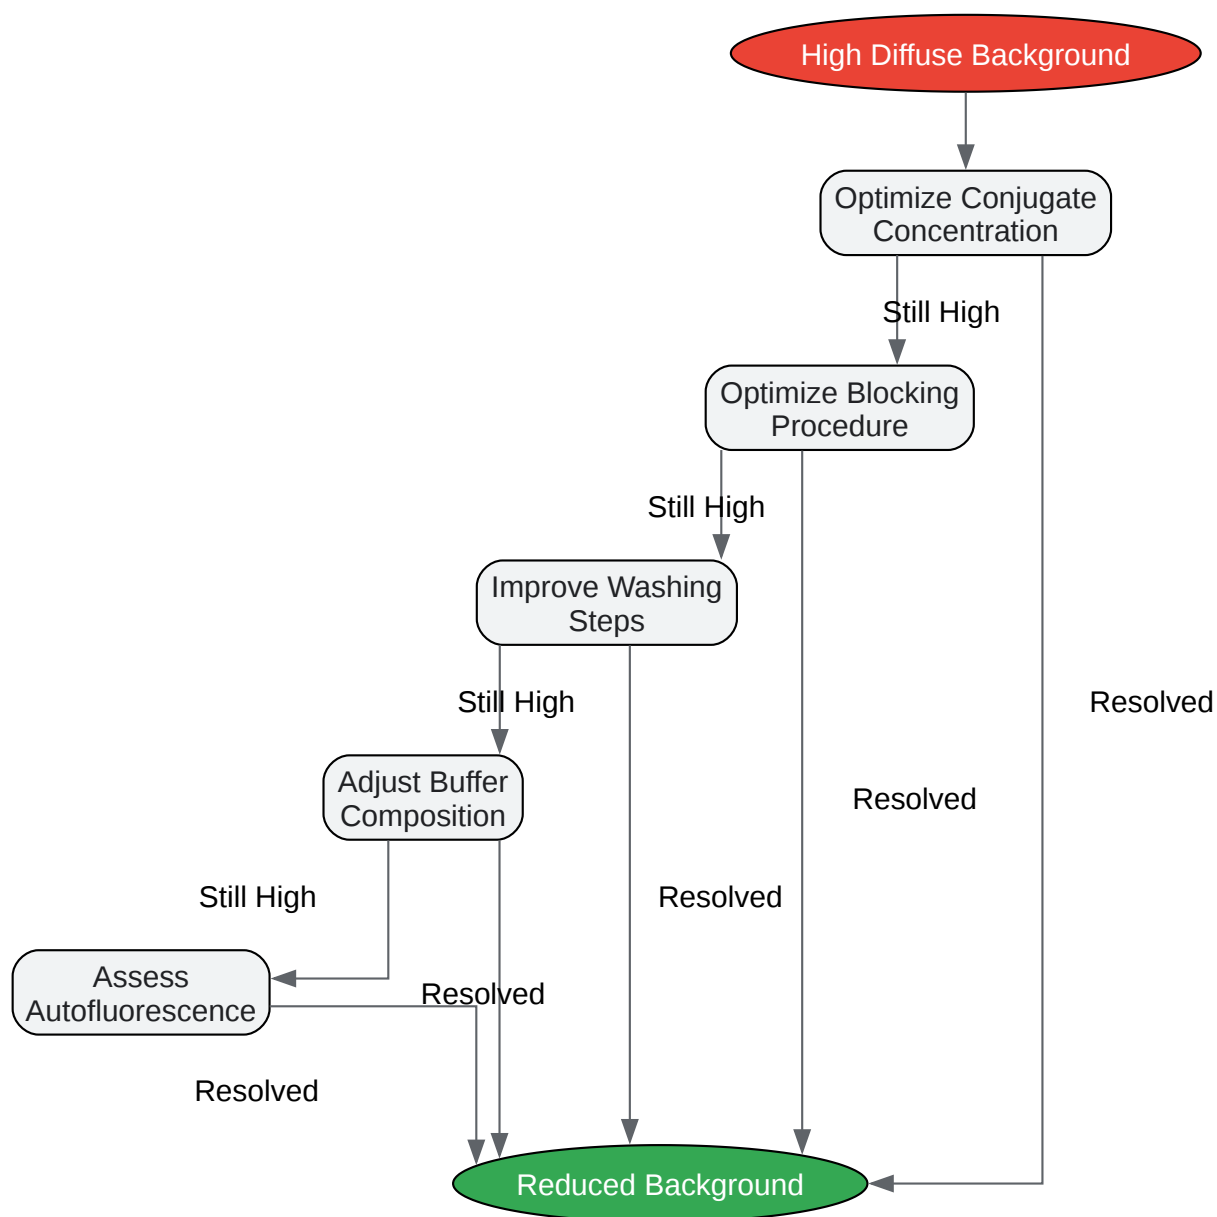 High Diffuse Background
Optimize Conjugate
Concentration
Still High
Optimize Blocking
Procedure
Still High
Improve Washing
Steps
Still High
Resolved
Adjust Buffer
Composition
Resolved
Still High
Resolved
Assess
Autofluorescence
Resolved
Resolved
Reduced Background